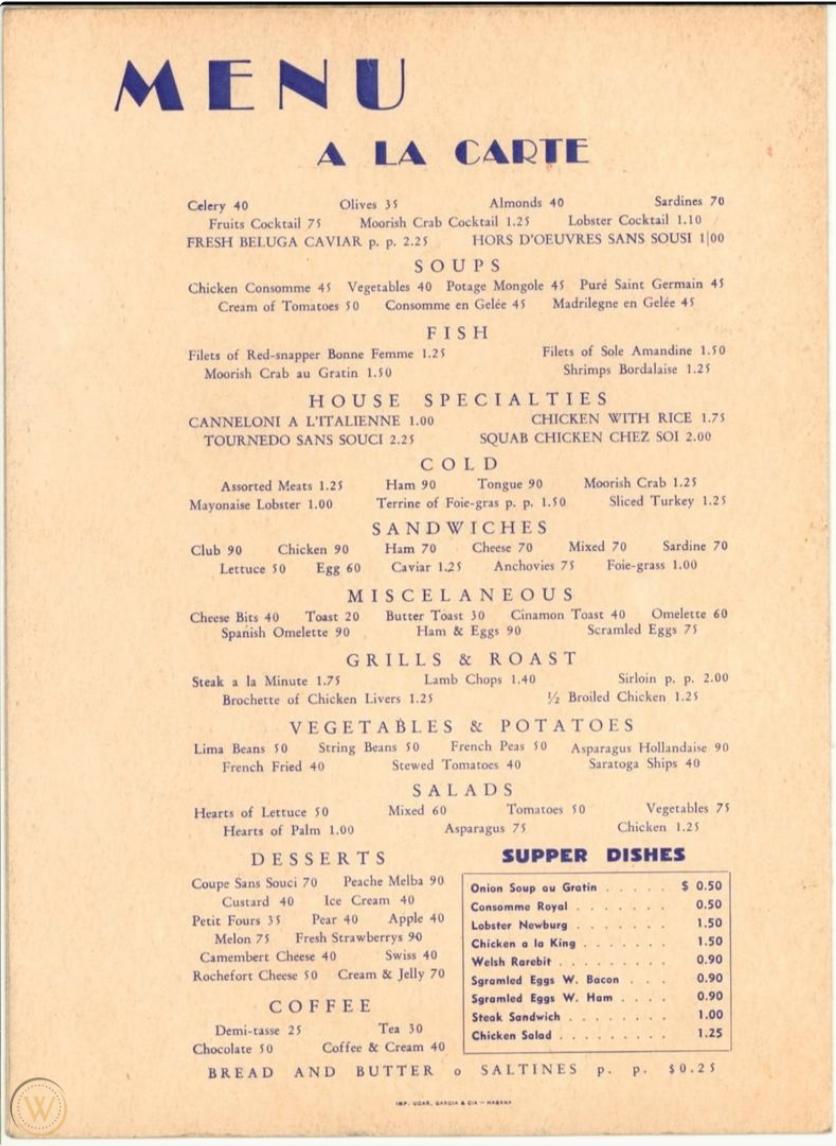 MENU
A LA CARTE
Celery 40 Olives 35 Almonds 40 Sardines 70
Fruits Cocktail 75 Moorish Crab Cocktail 1.25 Lobster Cocktail 1.10
FRESH BELUGA CAVIAR p. p. 2.25 HORS D'OEUVRES SANS SOUSI 1|00
SOUPS
Chicken Consomme 45 Vegetables 40 Potage Mongole 45 Puré Saint Germain 45
Cream of Tomatoes 50 Consomme en Gelée 45 Madrilegne en Gelée 45
FISH
Filets of Red-snapper Bonne Femme 1.25 Filets of Sole Amandine 1.50
Moorish Crab au Gratin 1.50 Shrimps Bordalaise 1.25
HOUSE SPECIALTIES
CANNELONI A L'ITALIENNE 1.00 CHICKEN WITH RICE 1.75
TOURNEDO SANS SOUCI 2.25 SQUAB CHICKEN CHEZ SOI 2.00
COLD
Assorted Meats 1.25 Ham 90 Tongue 90 Moorish Crab 1.25
Mayonaise Lobster 1.00 Terrine of Foie-gras p. p. 1.50 Sliced Turkey 1.25
SANDWICHES
Club 90 Chicken 90 Ham 70 Cheese 70 Mixed 70 Sardine 70
Lettuce 50 Egg 60 Caviar 1.25 Anchovies 75 Foie-grass 1.00
MISCELANEOUS
Cheese Bits 40 Toast 20 Butter Toast 30 Cinamon Toast 40 Omelette 60
Spanish Omelette 90 Ham & Eggs 90 Scramled Eggs 75
GRILLS & ROAST
Steak a la Minute 1.75 Lamb Chops 1.40 Sirloin p. p. 2.00
Brochette of Chicken Livers 1.25 ½ Broiled Chicken 1.25
VEGETABLES & POTATOES
Lima Beans 50 String Beans 50 French Peas 50 Asparagus Hollandaise 90
French Fried 40 Stewed Tomatoes 40 Saratoga Ships 40
SALADS
Hearts of Lettuce 50 Mixed 60 Tomatoes 50 Vegetables 75
Hearts of Palm 1.00 Asparagus 75 Chicken 1.25
DESSERTS
Coupe Sans Souci 70 Peache Melba 90
Custard 40 Ice Cream 40
Petit Fours 35 Pear 40 Apple 40
Melon 75 Fresh Strawberrys 90
Camembert Cheese 40 Swiss 40
Rochefort Cheese 50 Cream & Jelly 70
COFFEE
Demi-tasse 25 Tea 30
Chocolate 50 Coffee & Cream 40
SUPPER DISHES
Onion Soup au Gratin . . . . . $ 0.50
Consomme Royal . . . . . . . 0.50
Lobster Newburg . . . . . . . 1.50
Chicken a la King . . . . . . . 1.50
Welsh Rarebit . . . . . . . . . 0.90
Sgramled Eggs W. Bacon . . . 0.90
Sgramled Eggs W. Ham . . . . 0.90
Steak Sandwich . . . . . . . . 1.00
Chicken Salad . . . . . . . . . 1.25
BREAD AND BUTTER o SALTINES p. p. $0.25
IMP. UCAR, GARCIA & CIA — HABANA
W